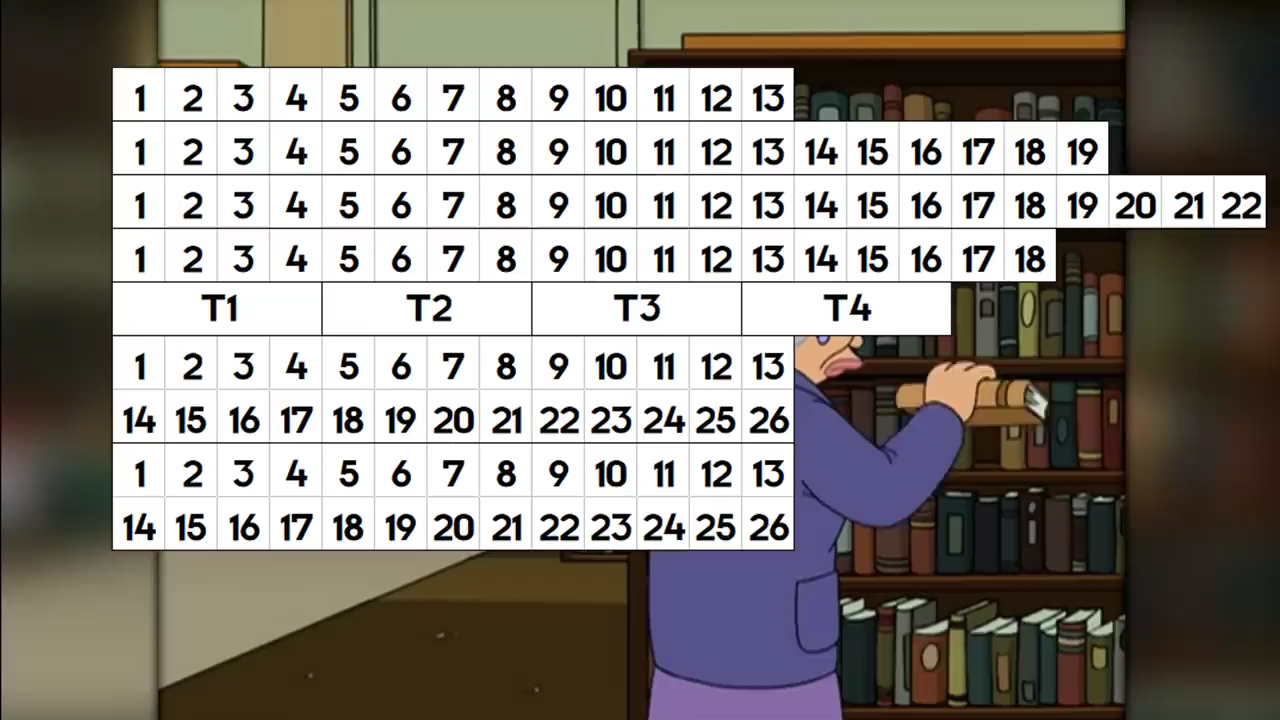 1 2 3 4 5 6 7 8 9 10 11 12 13
1 2 3 4 5 6 7 8 9 10 11 12 13 14 15 16 17 18 19
1 2 3 4 5 6 7 8 9 10 11 12 13 14 15 16 17 18 19 20 21 22
1 2 3 4 5 6 7 8 9 10 11 12 13 14 15 16 17 18
T1 T2 T3 T4
1 2 3 4 5 6 7 8 9 10 11 12 13
14 15 16 17 18 19 20 21 22 23 24 25 26
1 2 3 4 5 6 7 8 9 10 11 12 13
14 15 16 17 18 19 20 21 22 23 24 25 26